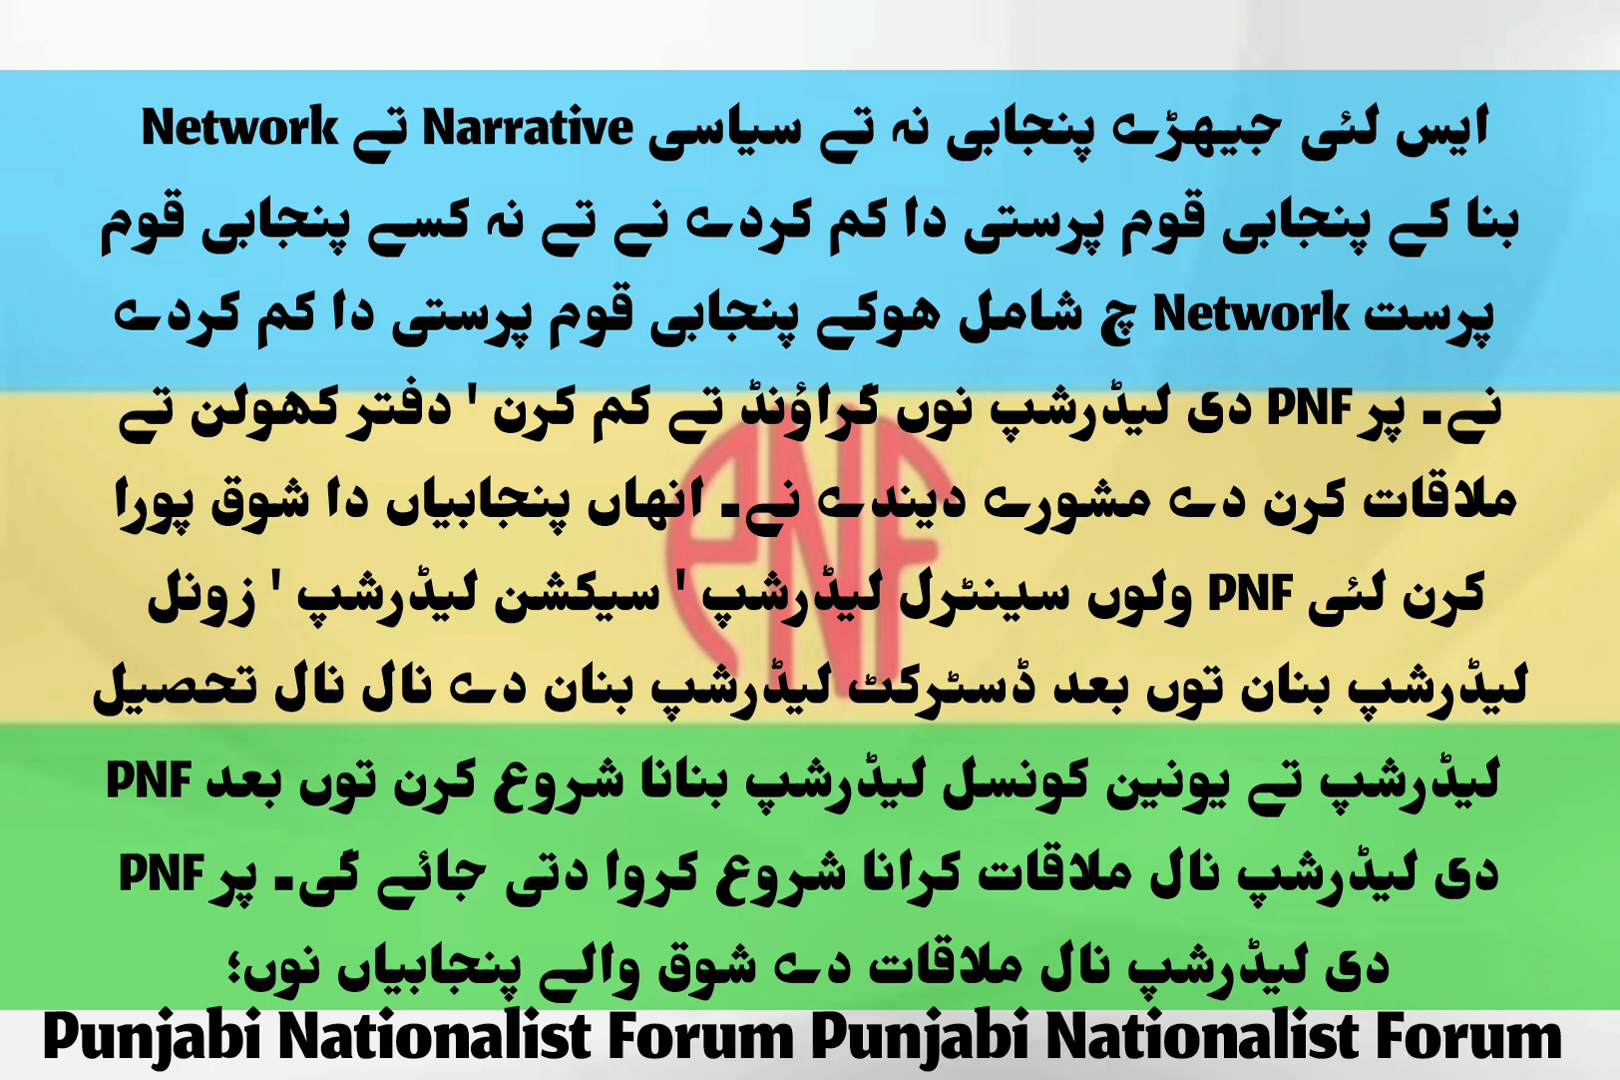 ایس لئی جیهڑے پنجابی نہ تے سیاسی Narrative تے Network
بنا کے پنجابی قوم پرستی دا کم کردے نے تے نہ کسے پنجابی قوم
پرست Network چ شامل هوکے پنجابی قوم پرستی دا کم کردے
نے۔ پر PNF دی لیڈرشپ نوں گراؤنڈ تے کم کرن ' دفتر کهولن تے
ملاقات کرن دے مشورے دیندے نے۔ انهاں پنجابیاں دا شوق پورا
کرن لئی PNF ولوں سینٹرل لیڈرشپ ' سیکشن لیڈرشپ ' زونل
لیڈرشپ بنان توں بعد ڈسٹرکٹ لیڈرشپ بنان دے نال نال تحصیل
لیڈرشپ تے یونین کونسل لیڈرشپ بنانا شروع کرن توں بعد PNF
دی لیڈرشپ نال ملاقات کرانا شروع کروا دتی جائے گی۔ پر PNF
دی لیڈرشپ نال ملاقات دے شوق والے پنجابیاں نوں؛
PNF
Punjabi Nationalist Forum Punjabi Nationalist Forum